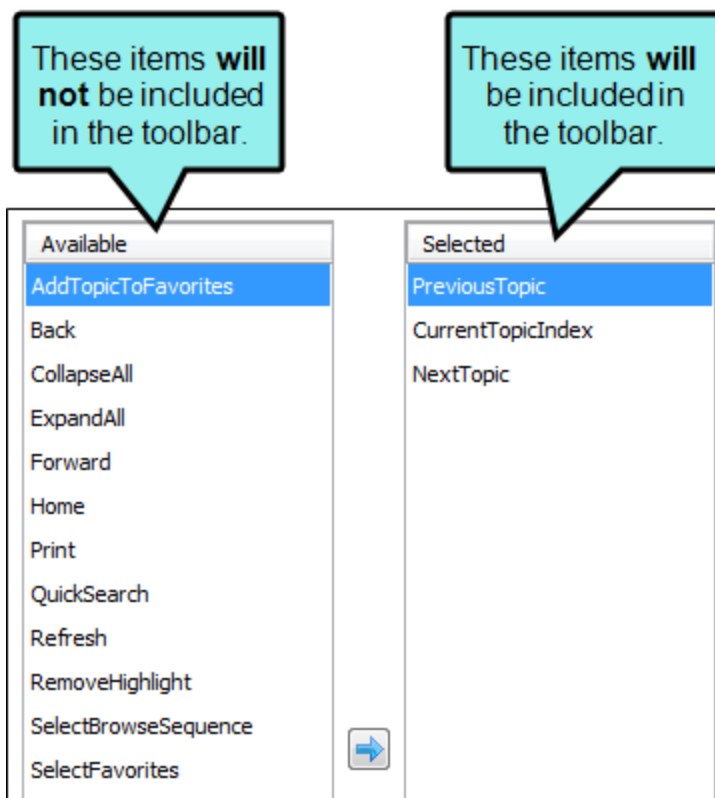 These items will
not be included
in the toolbar.
These items will
be included in
the toolbar.
Available
AddTopicToFavorites
Back
CollapseAll
ExpandAll
Forward
Home
Print
QuickSearch
Refresh
RemoveHighlight
SelectBrowseSequence
SelectFavorites
Selected
PreviousTopic
CurrentTopicIndex
NextTopic